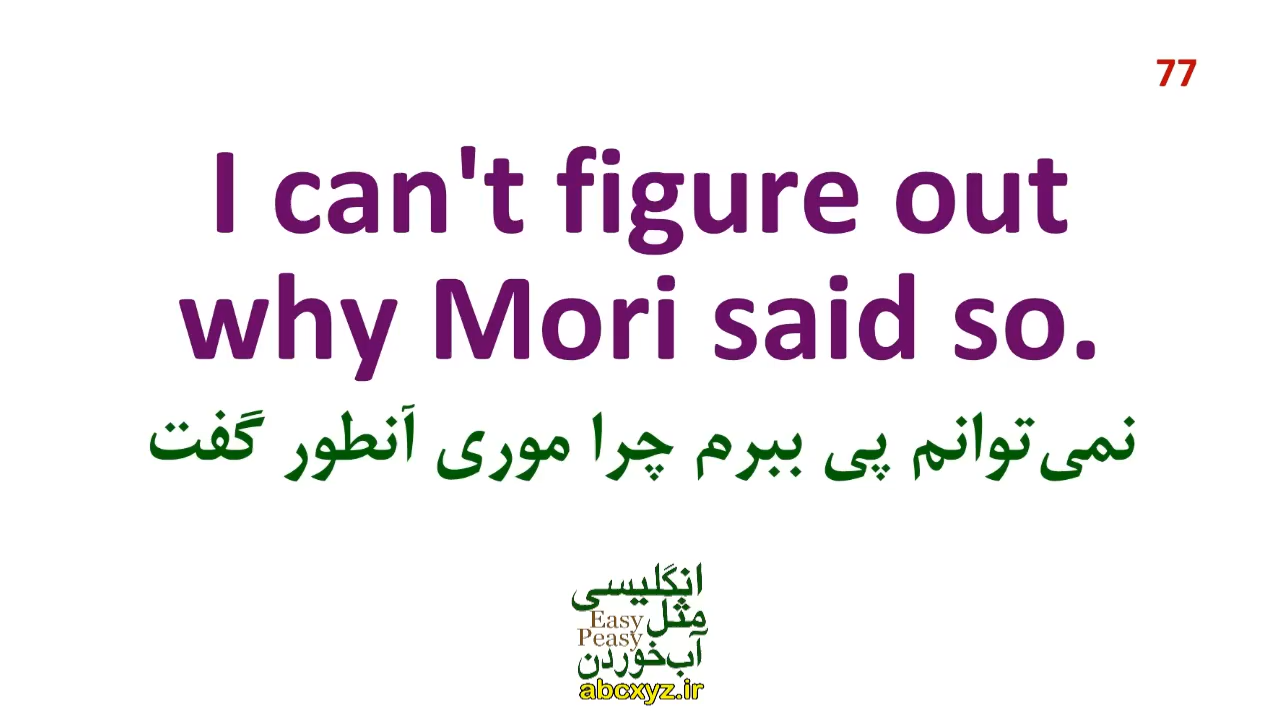 77
I can't figure out
why Mori said so.
نمی‌توانم پی ببرم چرا موری آنطور گفت
انگلیسی
مثل
Easy
Peasy
آب‌خوردن
abcxyz.ir